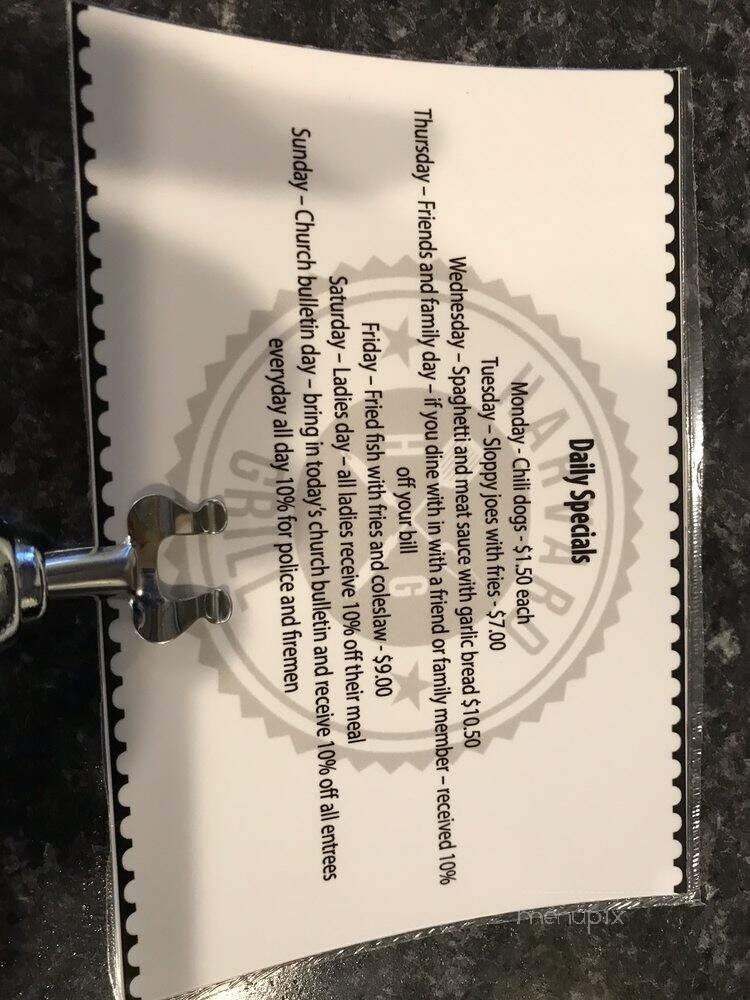 Daily Specials
Monday - Chili dogs - $1.50 each
Tuesday – Sloppy joes with fries - $7.00
Wednesday – Spaghetti and meat sauce with garlic bread $10.50
Thursday – Friends and family day – if you dine with in with a friend or family member – received 10%
off your bill
Friday – Fried fish with fries and coleslaw - $9.00
Saturday – Ladies day – all ladies receive 10% off their meal
Sunday – Church bulletin day – bring in today's church bulletin and receive 10% off all entrees
everyday all day 10% for police and firemen
HARVARD
H G
GRILL
menupix